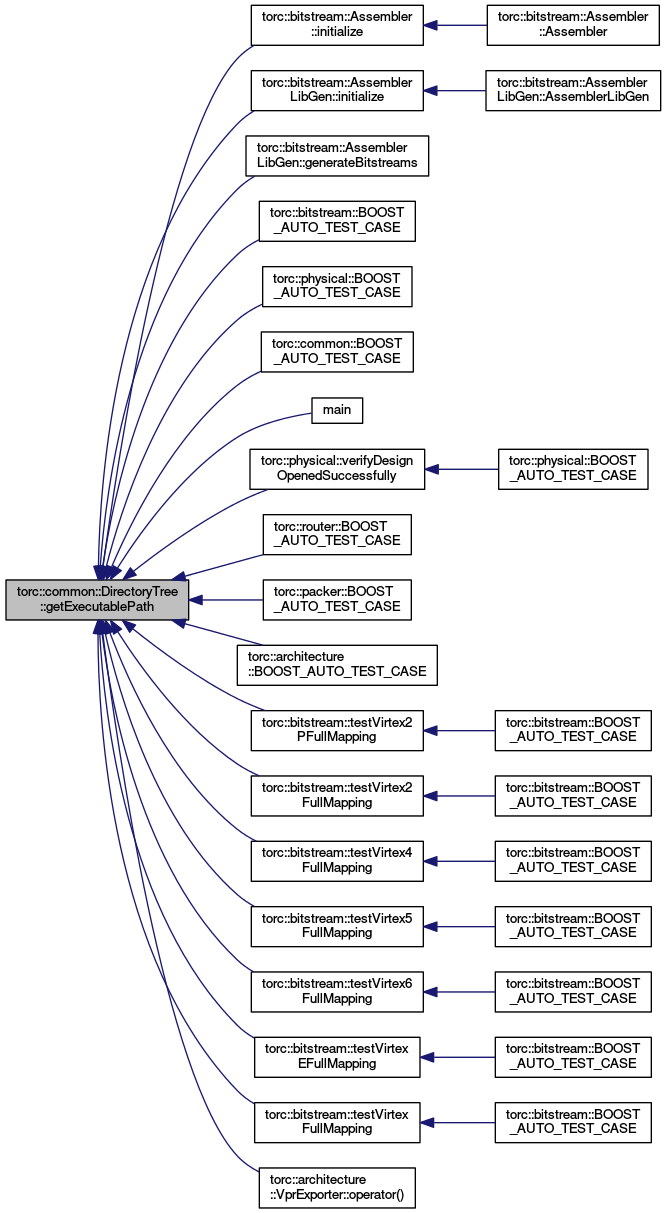 torc::bitstream::Assembler
::initialize
torc::bitstream::Assembler
::Assembler
torc::bitstream::Assembler
LibGen::initialize
torc::bitstream::Assembler
LibGen::AssemblerLibGen
torc::bitstream::Assembler
LibGen::generateBitstreams
torc::bitstream::BOOST
_AUTO_TEST_CASE
torc::physical::BOOST
_AUTO_TEST_CASE
torc::common::BOOST
_AUTO_TEST_CASE
main
torc::physical::verifyDesign
OpenedSuccessfully
torc::physical::BOOST
_AUTO_TEST_CASE
torc::router::BOOST
_AUTO_TEST_CASE
torc::common::DirectoryTree
::getExecutablePath
torc::packer::BOOST
_AUTO_TEST_CASE
torc::architecture
::BOOST_AUTO_TEST_CASE
torc::bitstream::testVirtex2
PFullMapping
torc::bitstream::BOOST
_AUTO_TEST_CASE
torc::bitstream::testVirtex2
FullMapping
torc::bitstream::BOOST
_AUTO_TEST_CASE
torc::bitstream::testVirtex4
FullMapping
torc::bitstream::BOOST
_AUTO_TEST_CASE
torc::bitstream::testVirtex5
FullMapping
torc::bitstream::BOOST
_AUTO_TEST_CASE
torc::bitstream::testVirtex6
FullMapping
torc::bitstream::BOOST
_AUTO_TEST_CASE
torc::bitstream::testVirtex
EFullMapping
torc::bitstream::BOOST
_AUTO_TEST_CASE
torc::bitstream::testVirtex
FullMapping
torc::bitstream::BOOST
_AUTO_TEST_CASE
torc::architecture
::VprExporter::operator()